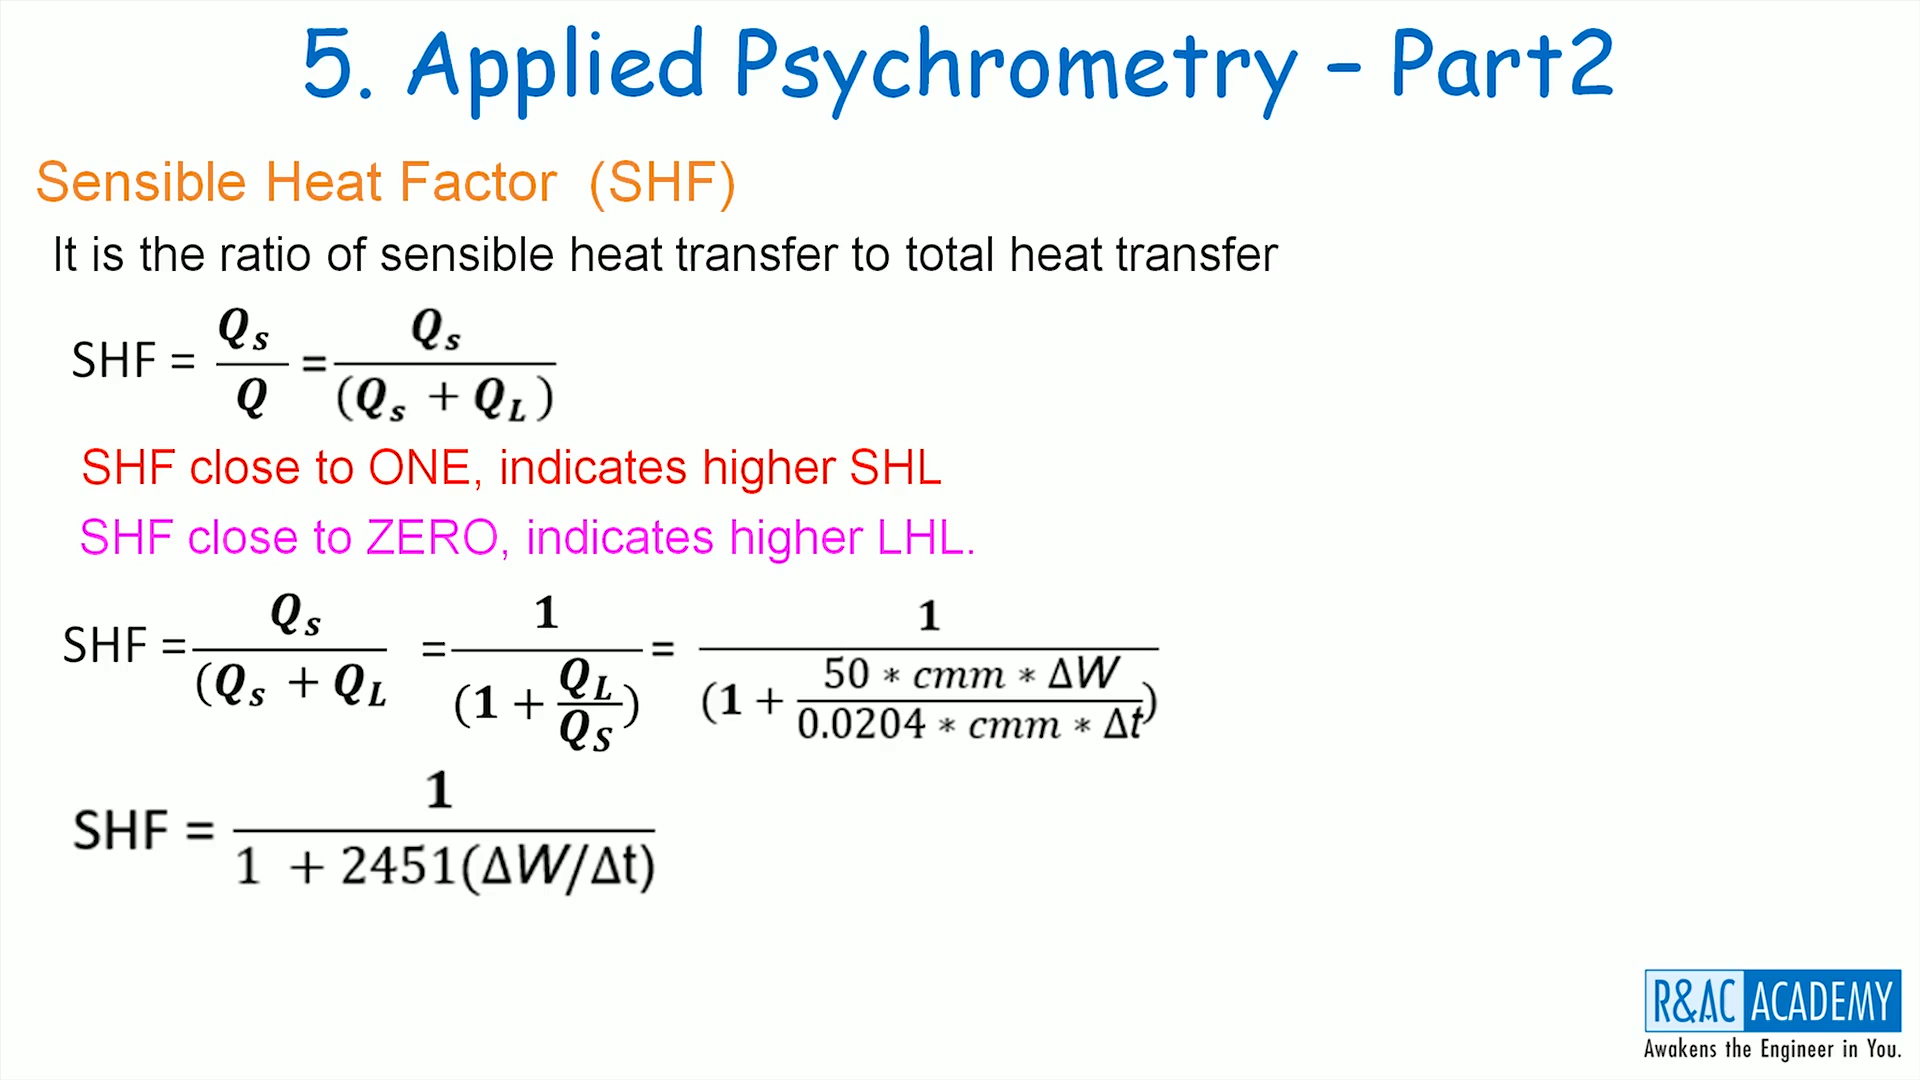 5. Applied Psychrometry – Part2
Sensible Heat Factor (SHF)
It is the ratio of sensible heat transfer to total heat transfer
SHF = Qs/Q = Qs/(Qs + QL)
SHF close to ONE, indicates higher SHL
SHF close to ZERO, indicates higher LHL.
SHF = Qs/(Qs + QL = 1/(1 + QL/QS) = 1/(1 + 50 * cmm * ΔW/0.0204 * cmm * Δt)
SHF = 1/1 + 2451(ΔW/Δt)
R&AC ACADEMY
Awakens the Engineer in You.